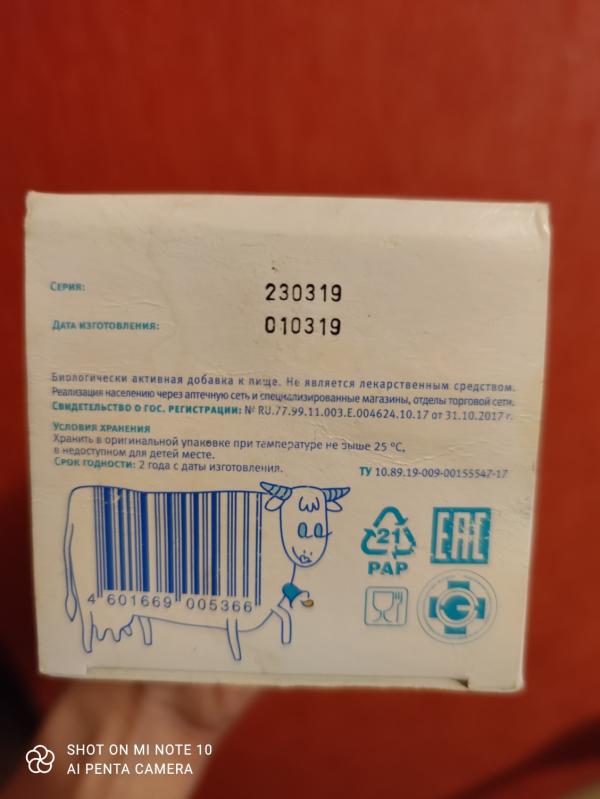 Серия: 230319
Дата изготовления: 010319
Биологически активная добавка к пище. Не является лекарственным средством.
Реализация населению через аптечную сеть и специализированные магазины, отделы торговой сети.
Свидетельство о гос. регистрации: № RU.77.99.11.003.Е.004624.10.17 от 31.10.2017 г.
Условия хранения
Хранить в оригинальной упаковке при температуре не выше 25 °С,
в недоступном для детей месте.
Срок годности: 2 года с даты изготовления.
ТУ 10.89.19-009-00155547-17
21
PAP
EAC
4 601669 005366
SHOT ON MI NOTE 10
AI PENTA CAMERA